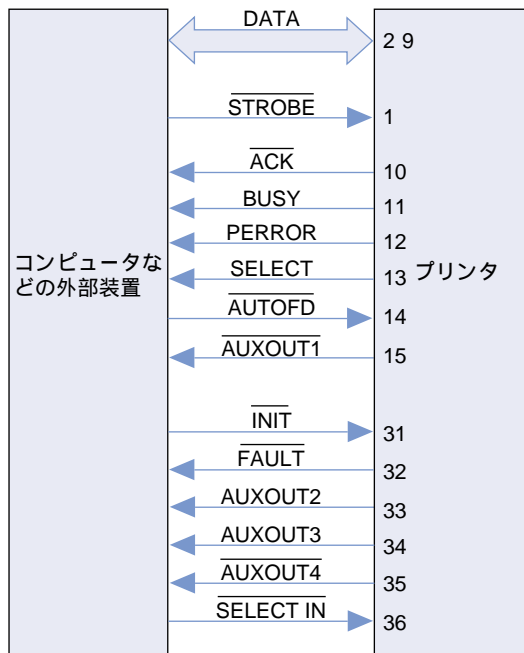 DATA
2 9
STROBE
1
ACK
10
BUSY
11
PERROR
12
コンピュータな
どの外部装置
SELECT
13 プリンタ
AUTOFD
14
AUXOUT1
15
INIT
31
FAULT
32
AUXOUT2
33
AUXOUT3
34
AUXOUT4
35
SELECT IN
36